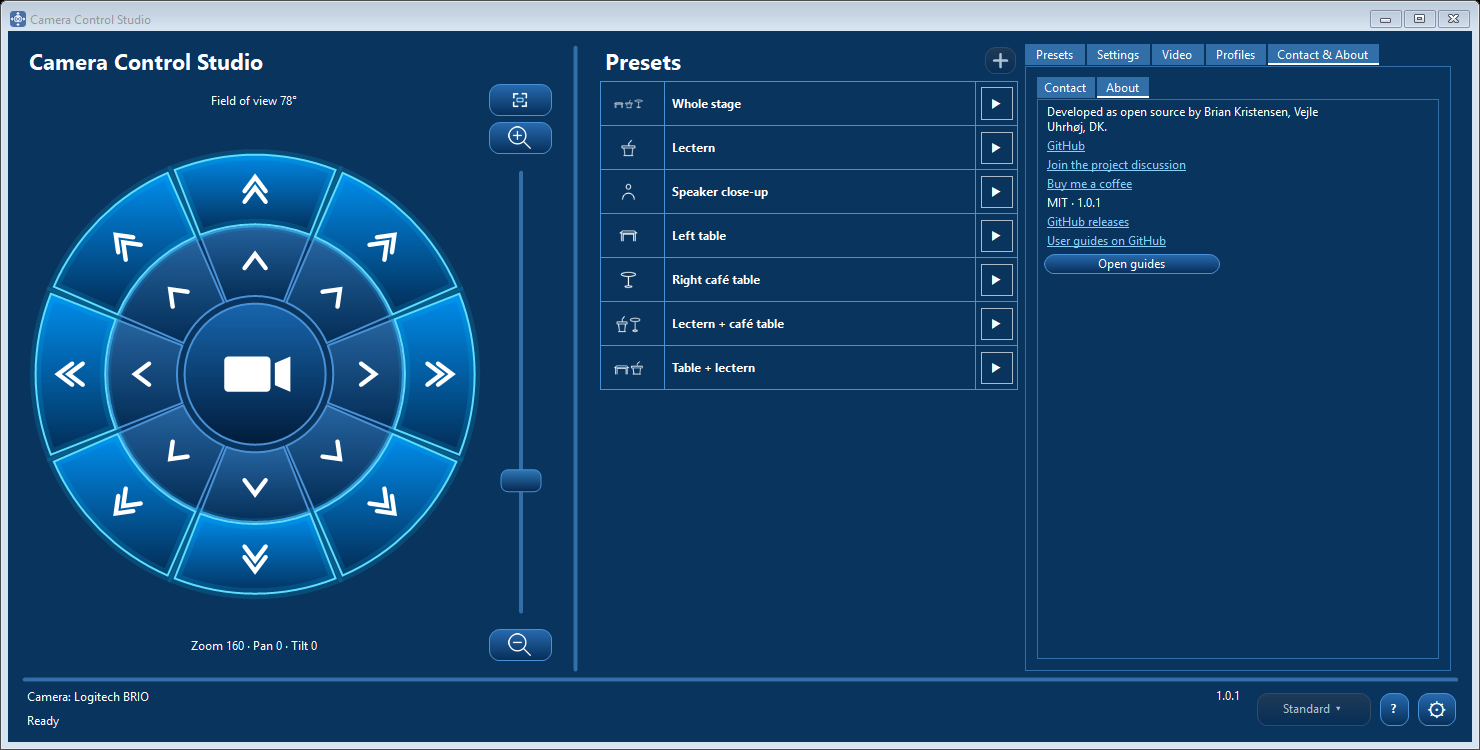 Camera Control Studio
Camera Control Studio
Field of view 78°
Zoom 160 · Pan 0 · Tilt 0
Presets
Whole stage
Lectern
Speaker close-up
Left table
Right café table
Lectern + café table
Table + lectern
Presets Settings Video Profiles Contact & About
Contact About
Developed as open source by Brian Kristensen, Vejle
Uhrhøj, DK.
GitHub
Join the project discussion
Buy me a coffee
MIT · 1.0.1
GitHub releases
User guides on GitHub
Open guides
Camera: Logitech BRIO
Ready
1.0.1
Standard
?